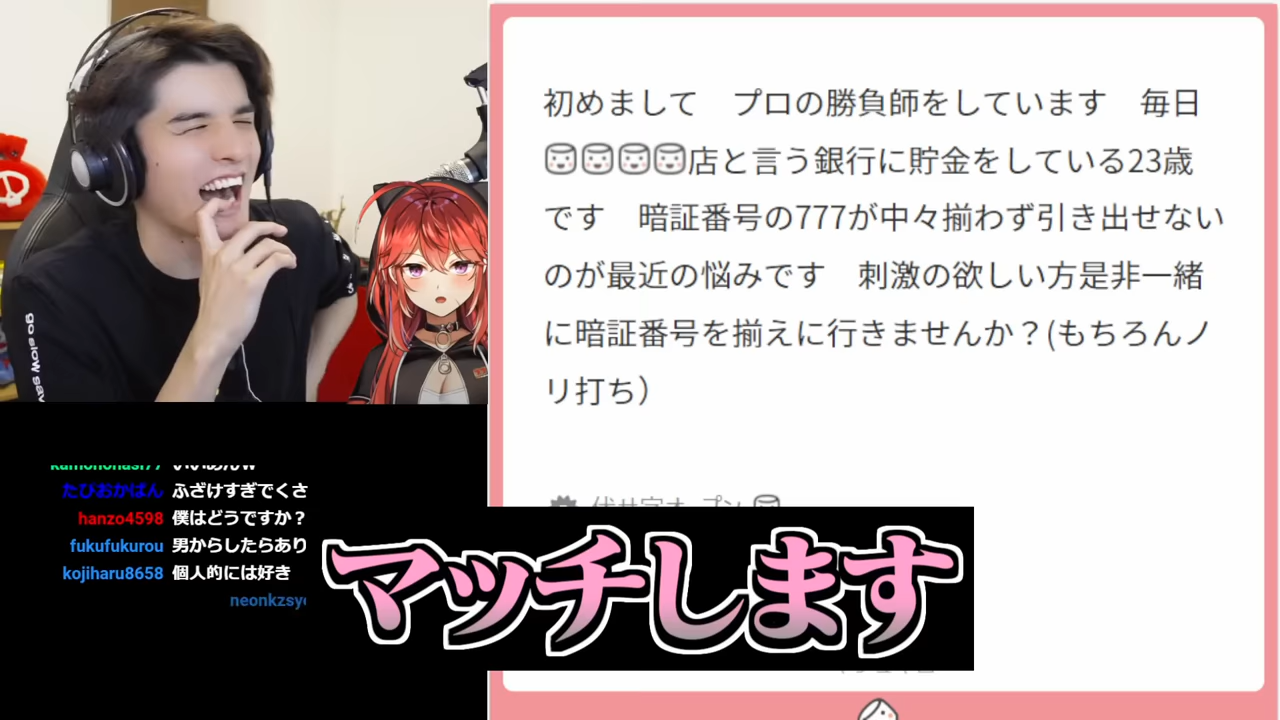 初めまして　プロの勝負師をしています　毎日
店と言う銀行に貯金をしている23歳
です　暗証番号の777が中々揃わず引き出せない
のが最近の悩みです　刺激の欲しい方是非一緒
に暗証番号を揃えに行きませんか？(もちろんノ
リ打ち）
go slow
たぴおかぱん ふざけすぎでくさ
hanzo4598 僕はどうですか？
fukufukurou 男からしたらあり
kojiharu8658 個人的には好き
neonkzsy
マッチします